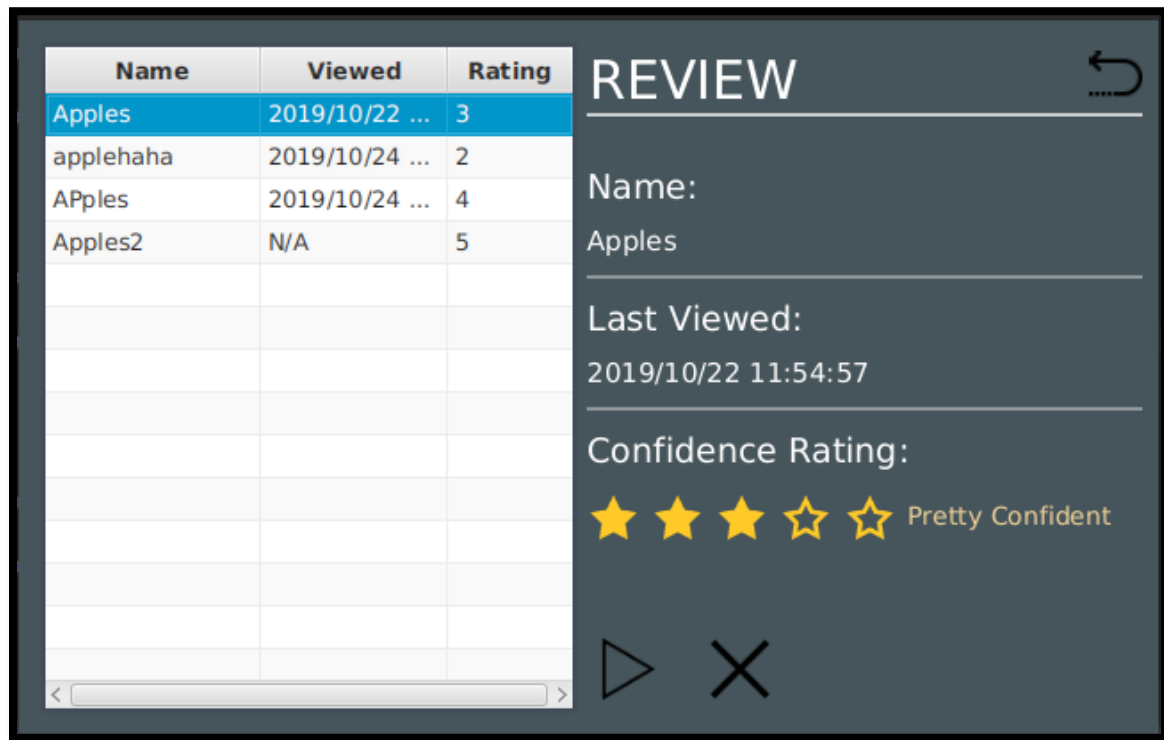 Name Viewed Rating
Apples 2019/10/22 ... 3
applehaha 2019/10/24 ... 2
APples 2019/10/24 ... 4
Apples2 N/A 5
REVIEW
Name:
Apples
Last Viewed:
2019/10/22 11:54:57
Confidence Rating:
Pretty Confident